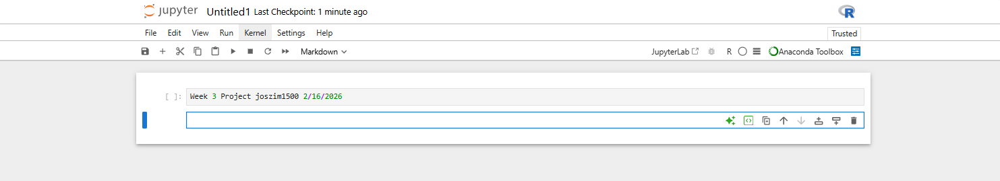 jupyter Untitled1 Last Checkpoint: 1 minute ago
R
File Edit View Run Kernel Settings Help
Trusted
Markdown JupyterLab R Anaconda Toolbox
[ ]: Week 3 Project joszim1500 2/16/2026